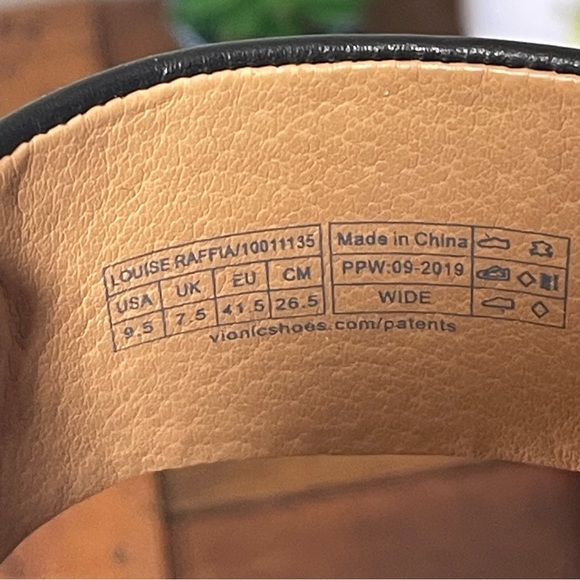 LOUISE RAFFIA/10011135
USA UK EU CM
9.5 7.5 41.5 26.5
Made in China
PPW:09-2019
WIDE
vionicshoes.com/patents